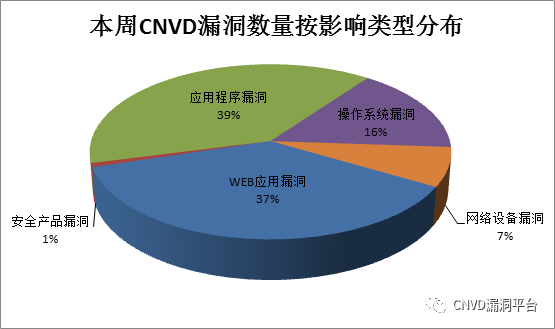 本周CNVD漏洞数量按影响类型分布
应用程序漏洞
39%
操作系统漏洞
16%
WEB应用漏洞
37%
安全产品漏洞
1%
网络设备漏洞
7%
CNVD漏洞平台